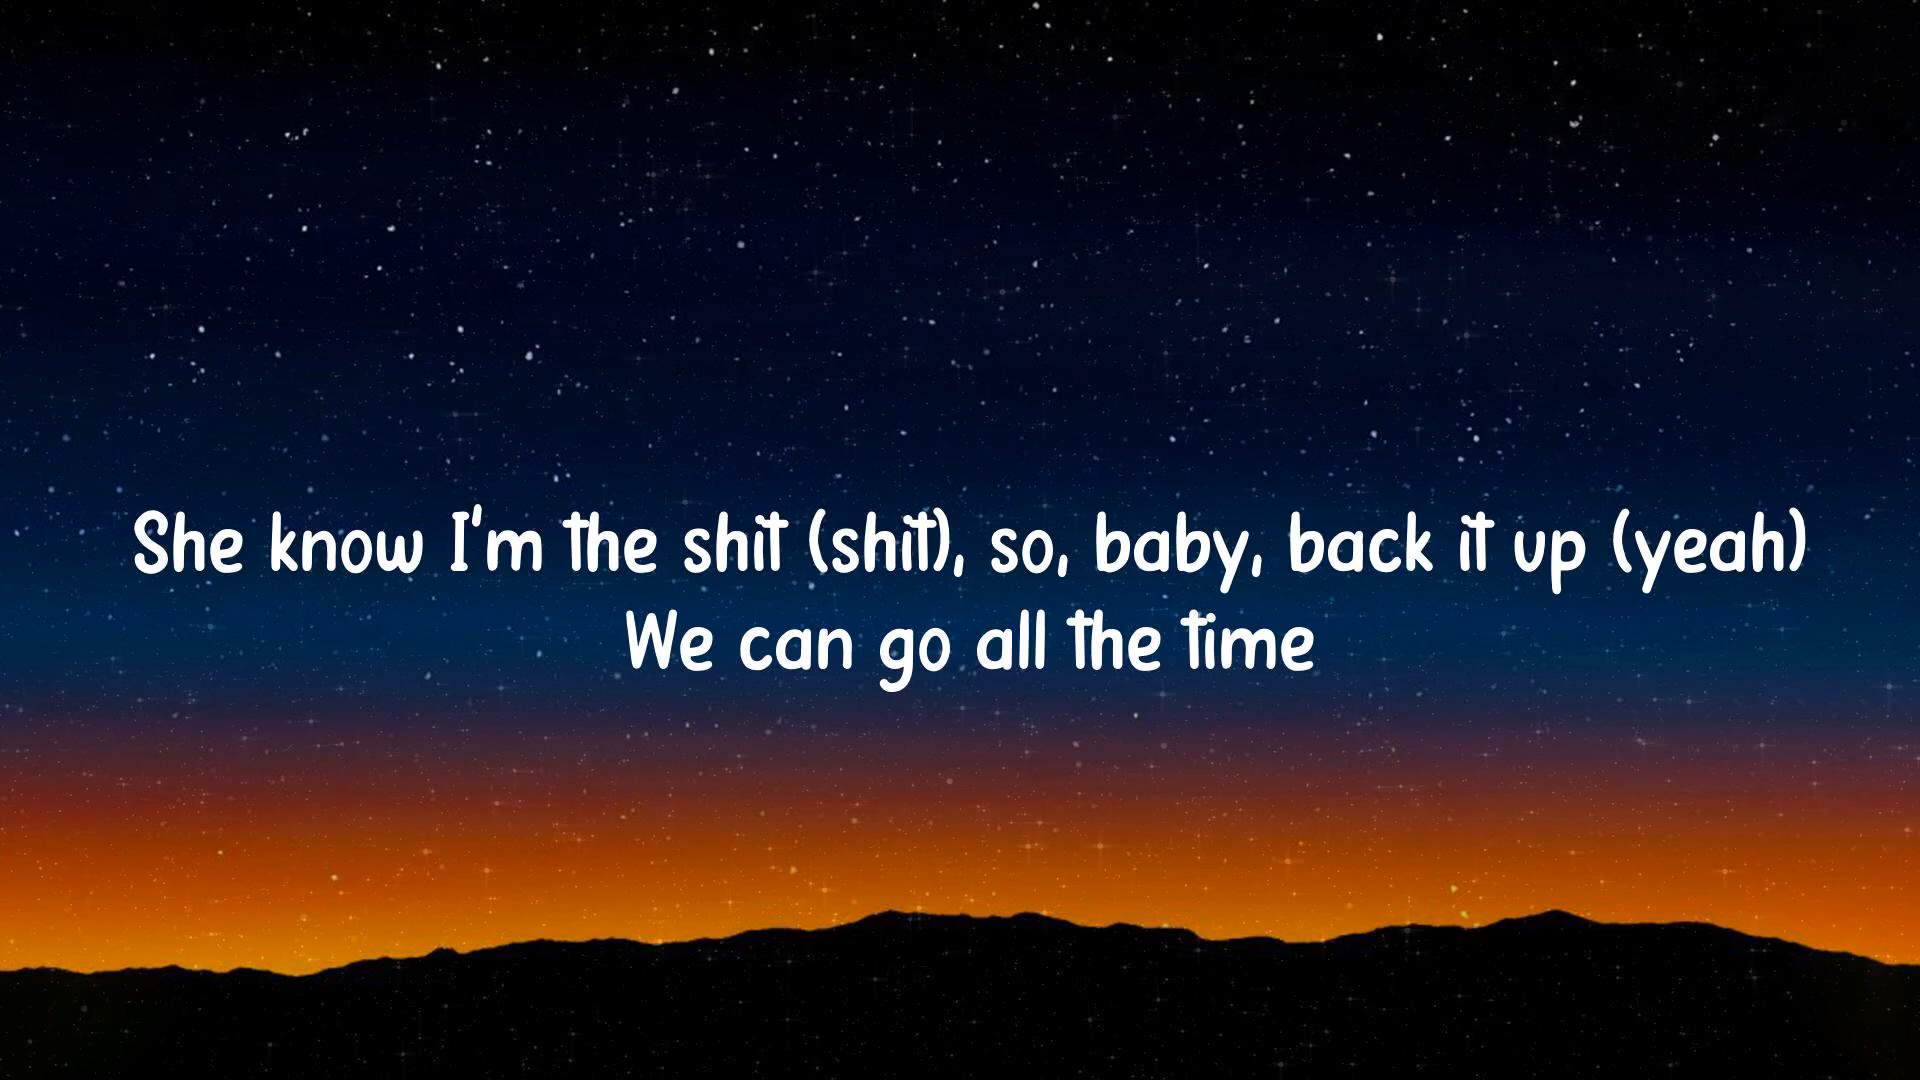 She know I'm the shit (shit), so, baby, back it up (yeah)
We can go all the time